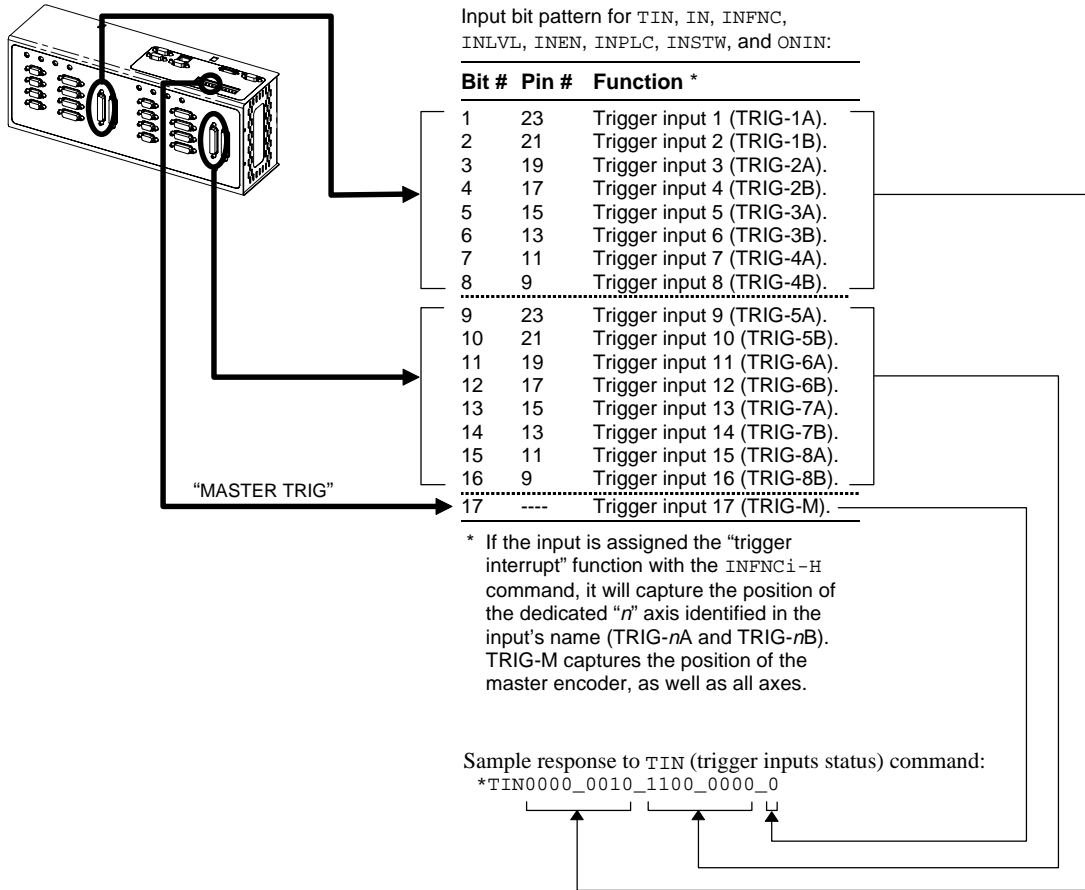 Input bit pattern for TIN, IN, INFNC,
INLVL, INEN, INPLC, INSTW, and ONIN:
Bit # Pin # Function *
1 23 Trigger input 1 (TRIG-1A).
2 21 Trigger input 2 (TRIG-1B).
3 19 Trigger input 3 (TRIG-2A).
4 17 Trigger input 4 (TRIG-2B).
5 15 Trigger input 5 (TRIG-3A).
6 13 Trigger input 6 (TRIG-3B).
7 11 Trigger input 7 (TRIG-4A).
8 9 Trigger input 8 (TRIG-4B).
9 23 Trigger input 9 (TRIG-5A).
10 21 Trigger input 10 (TRIG-5B).
11 19 Trigger input 11 (TRIG-6A).
12 17 Trigger input 12 (TRIG-6B).
13 15 Trigger input 13 (TRIG-7A).
14 13 Trigger input 14 (TRIG-7B).
15 11 Trigger input 15 (TRIG-8A).
16 9 Trigger input 16 (TRIG-8B).
“MASTER TRIG”
17 ---- Trigger input 17 (TRIG-M).
* If the input is assigned the “trigger
interrupt” function with the INFNCi-H
command, it will capture the position of
the dedicated “n” axis identified in the
input’s name (TRIG-nA and TRIG-nB).
TRIG-M captures the position of the
master encoder, as well as all axes.
Sample response to TIN (trigger inputs status) command:
*TIN0000_0010_1100_0000_0